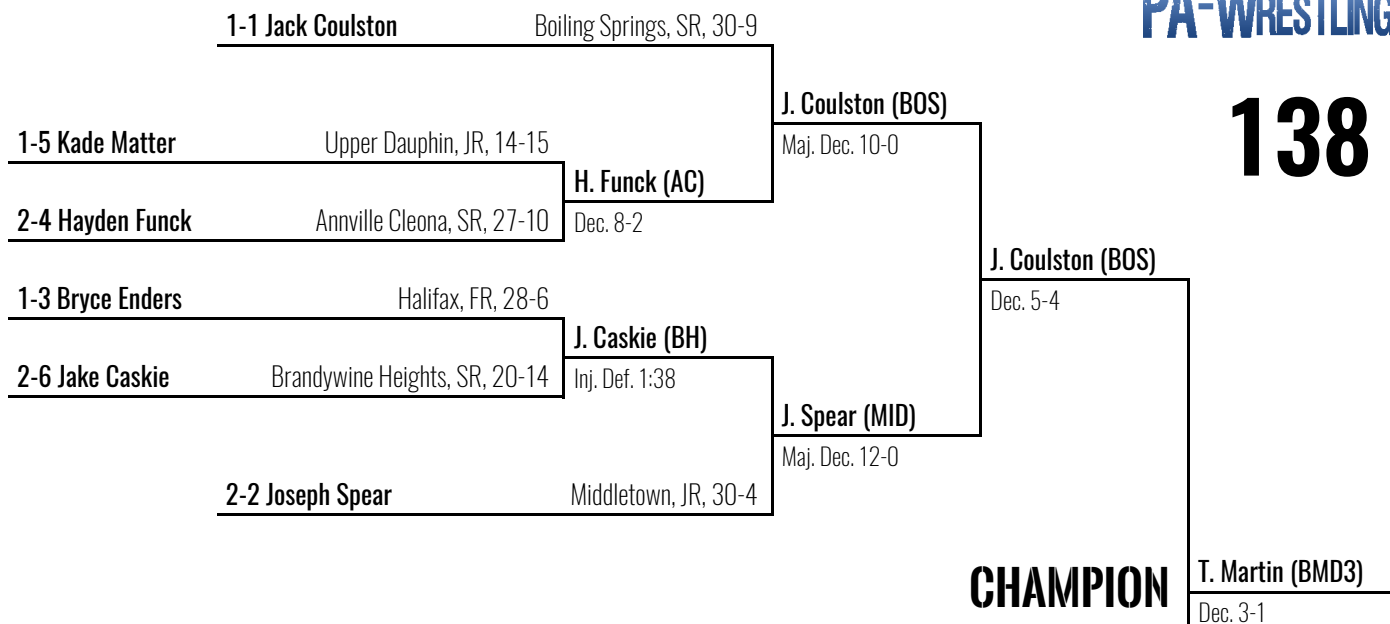 PA-WRESTLING
138
1-1 Jack Coulston Boiling Springs, SR, 30-9
J. Coulston (BOS)
Maj. Dec. 10-0
1-5 Kade Matter Upper Dauphin, JR, 14-15
H. Funck (AC)
Dec. 8-2
2-4 Hayden Funck Annville Cleona, SR, 27-10
J. Coulston (BOS)
Dec. 5-4
1-3 Bryce Enders Halifax, FR, 28-6
J. Caskie (BH)
Inj. Def. 1:38
2-6 Jake Caskie Brandywine Heights, SR, 20-14
J. Spear (MID)
Maj. Dec. 12-0
2-2 Joseph Spear Middletown, JR, 30-4
CHAMPION
T. Martin (BMD3)
Dec. 3-1